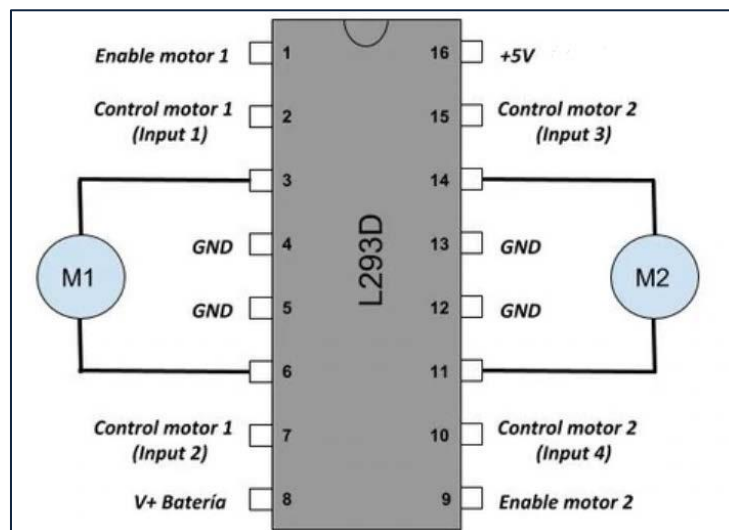 Enable motor 1
1
16
+5V
Control motor 1
(Input 1)
2
15
Control motor 2
(Input 3)
3
14
M1
GND
4
13
GND
M2
L293D
GND
5
12
GND
6
11
Control motor 1
(Input 2)
7
10
Control motor 2
(Input 4)
V+ Batería
8
9
Enable motor 2